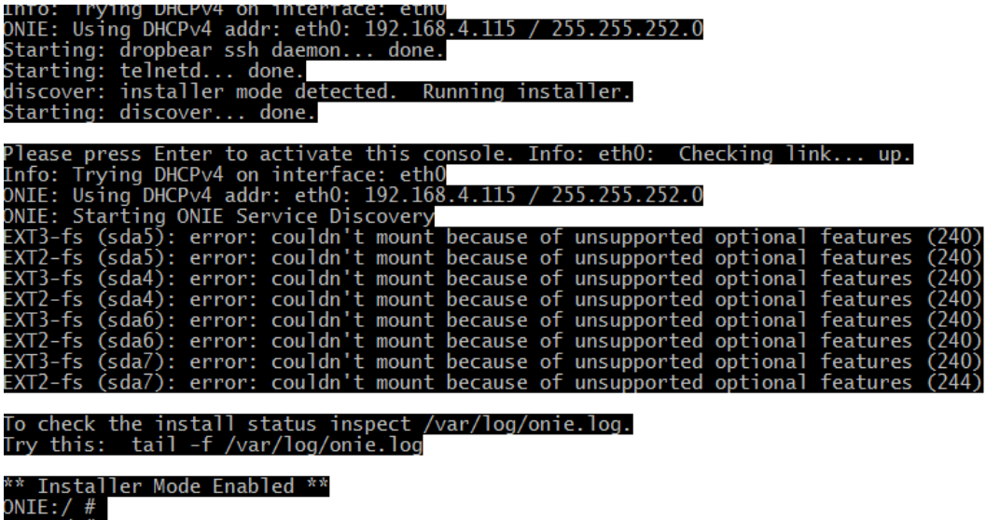 Info: Trying DHCPv4 on interface: eth0
ONIE: Using DHCPv4 addr: eth0: 192.168.4.115 / 255.255.252.0
Starting: dropbear ssh daemon... done.
Starting: telnetd... done.
discover: installer mode detected.  Running installer.
Starting: discover... done.

Please press Enter to activate this console. Info: eth0:  Checking link... up.
Info: Trying DHCPv4 on interface: eth0
ONIE: Using DHCPv4 addr: eth0: 192.168.4.115 / 255.255.252.0
ONIE: Starting ONIE Service Discovery
EXT3-fs (sda5): error: couldn't mount because of unsupported optional features (240)
EXT2-fs (sda5): error: couldn't mount because of unsupported optional features (240)
EXT3-fs (sda4): error: couldn't mount because of unsupported optional features (240)
EXT2-fs (sda4): error: couldn't mount because of unsupported optional features (240)
EXT3-fs (sda6): error: couldn't mount because of unsupported optional features (240)
EXT2-fs (sda6): error: couldn't mount because of unsupported optional features (240)
EXT3-fs (sda7): error: couldn't mount because of unsupported optional features (240)
EXT2-fs (sda7): error: couldn't mount because of unsupported optional features (244)

To check the install status inspect /var/log/onie.log.
Try this:  tail -f /var/log/onie.log

** Installer Mode Enabled **
ONIE:/ #